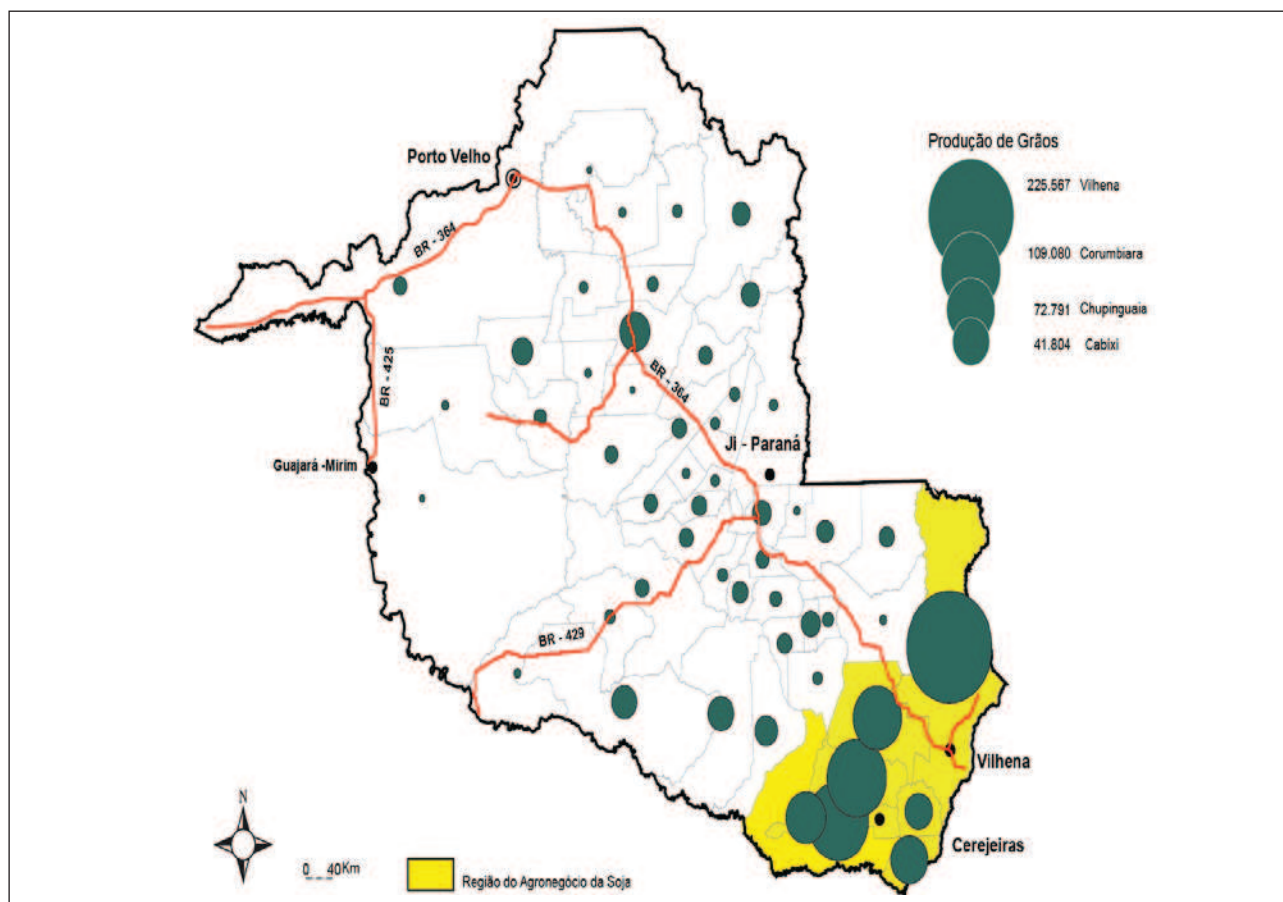 Porto Velho
BR - 364
BR - 425
BR - 364
Guajará -Mirim
Ji - Paraná
BR - 429
Vilhena
Cerejeiras
Produção de Grãos
225.567 Vilhena
109.080 Corumbiara
72.791 Chupinguaia
41.804 Cabixi
N
0 40Km
Região do Agronegócio da Soja